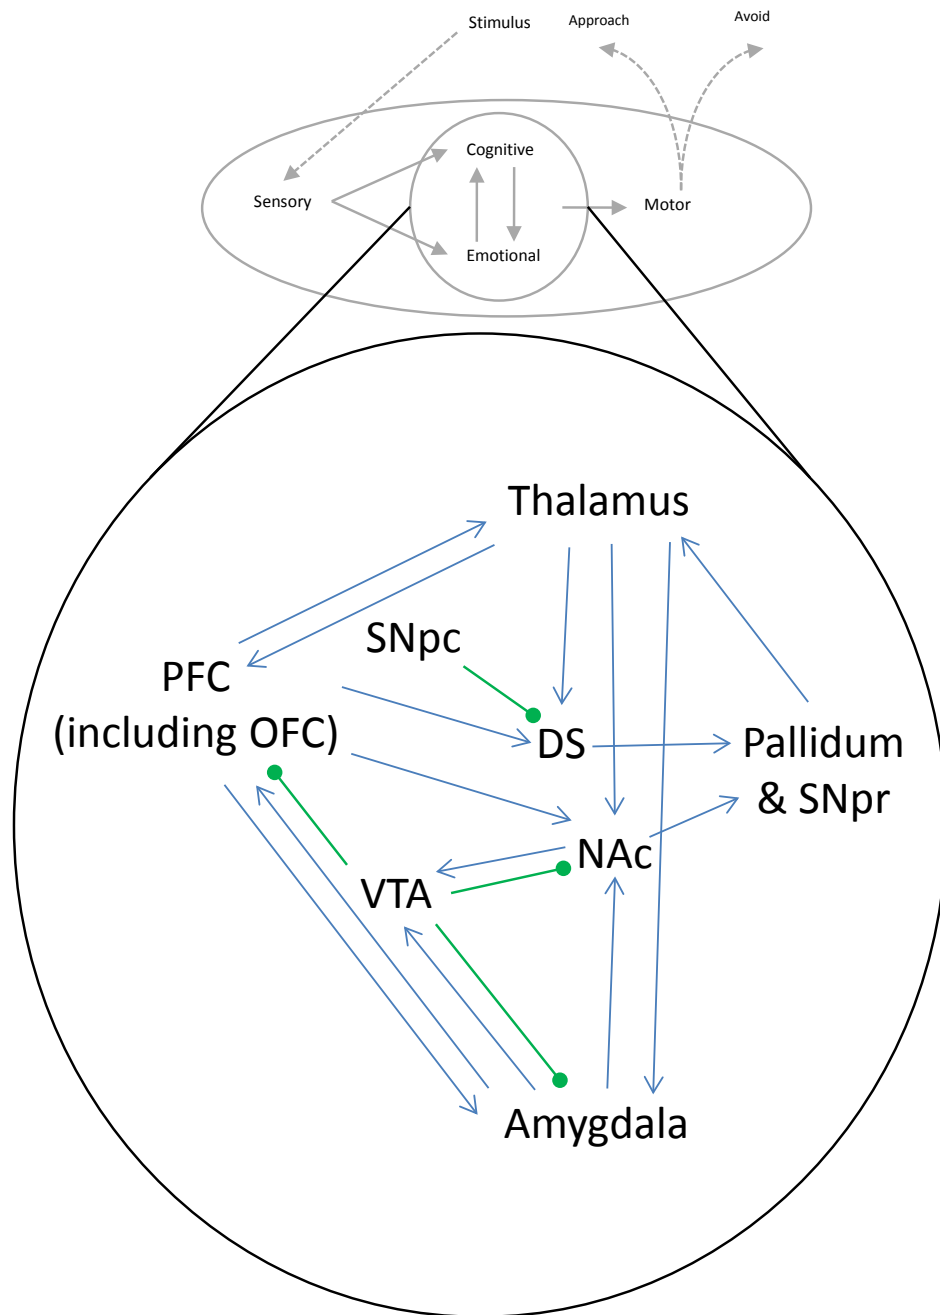 Stimulus
Approach
Avoid
Cognitive
Sensory
Motor
Emotional
Thalamus
SNpc
PFC
(including OFC)
DS
Pallidum
& SNpr
NAc
VTA
Amygdala